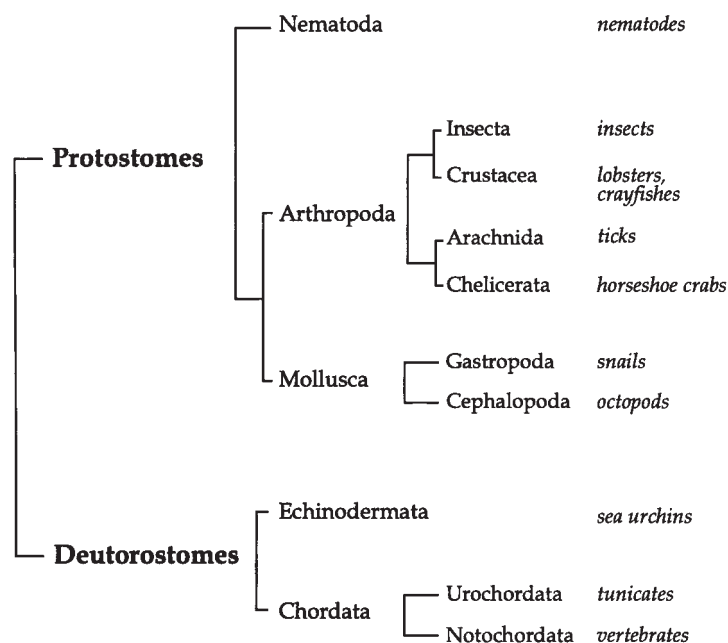 Nematoda nematodes
Insecta insects
Protostomes
Crustacea lobsters,
crayfishes
Arthropoda
Arachnida ticks
Chelicerata horseshoe crabs
Gastropoda snails
Mollusca
Cephalopoda octopods
Echinodermata sea urchins
Deutorostomes
Urochordata tunicates
Chordata
Notochordata vertebrates